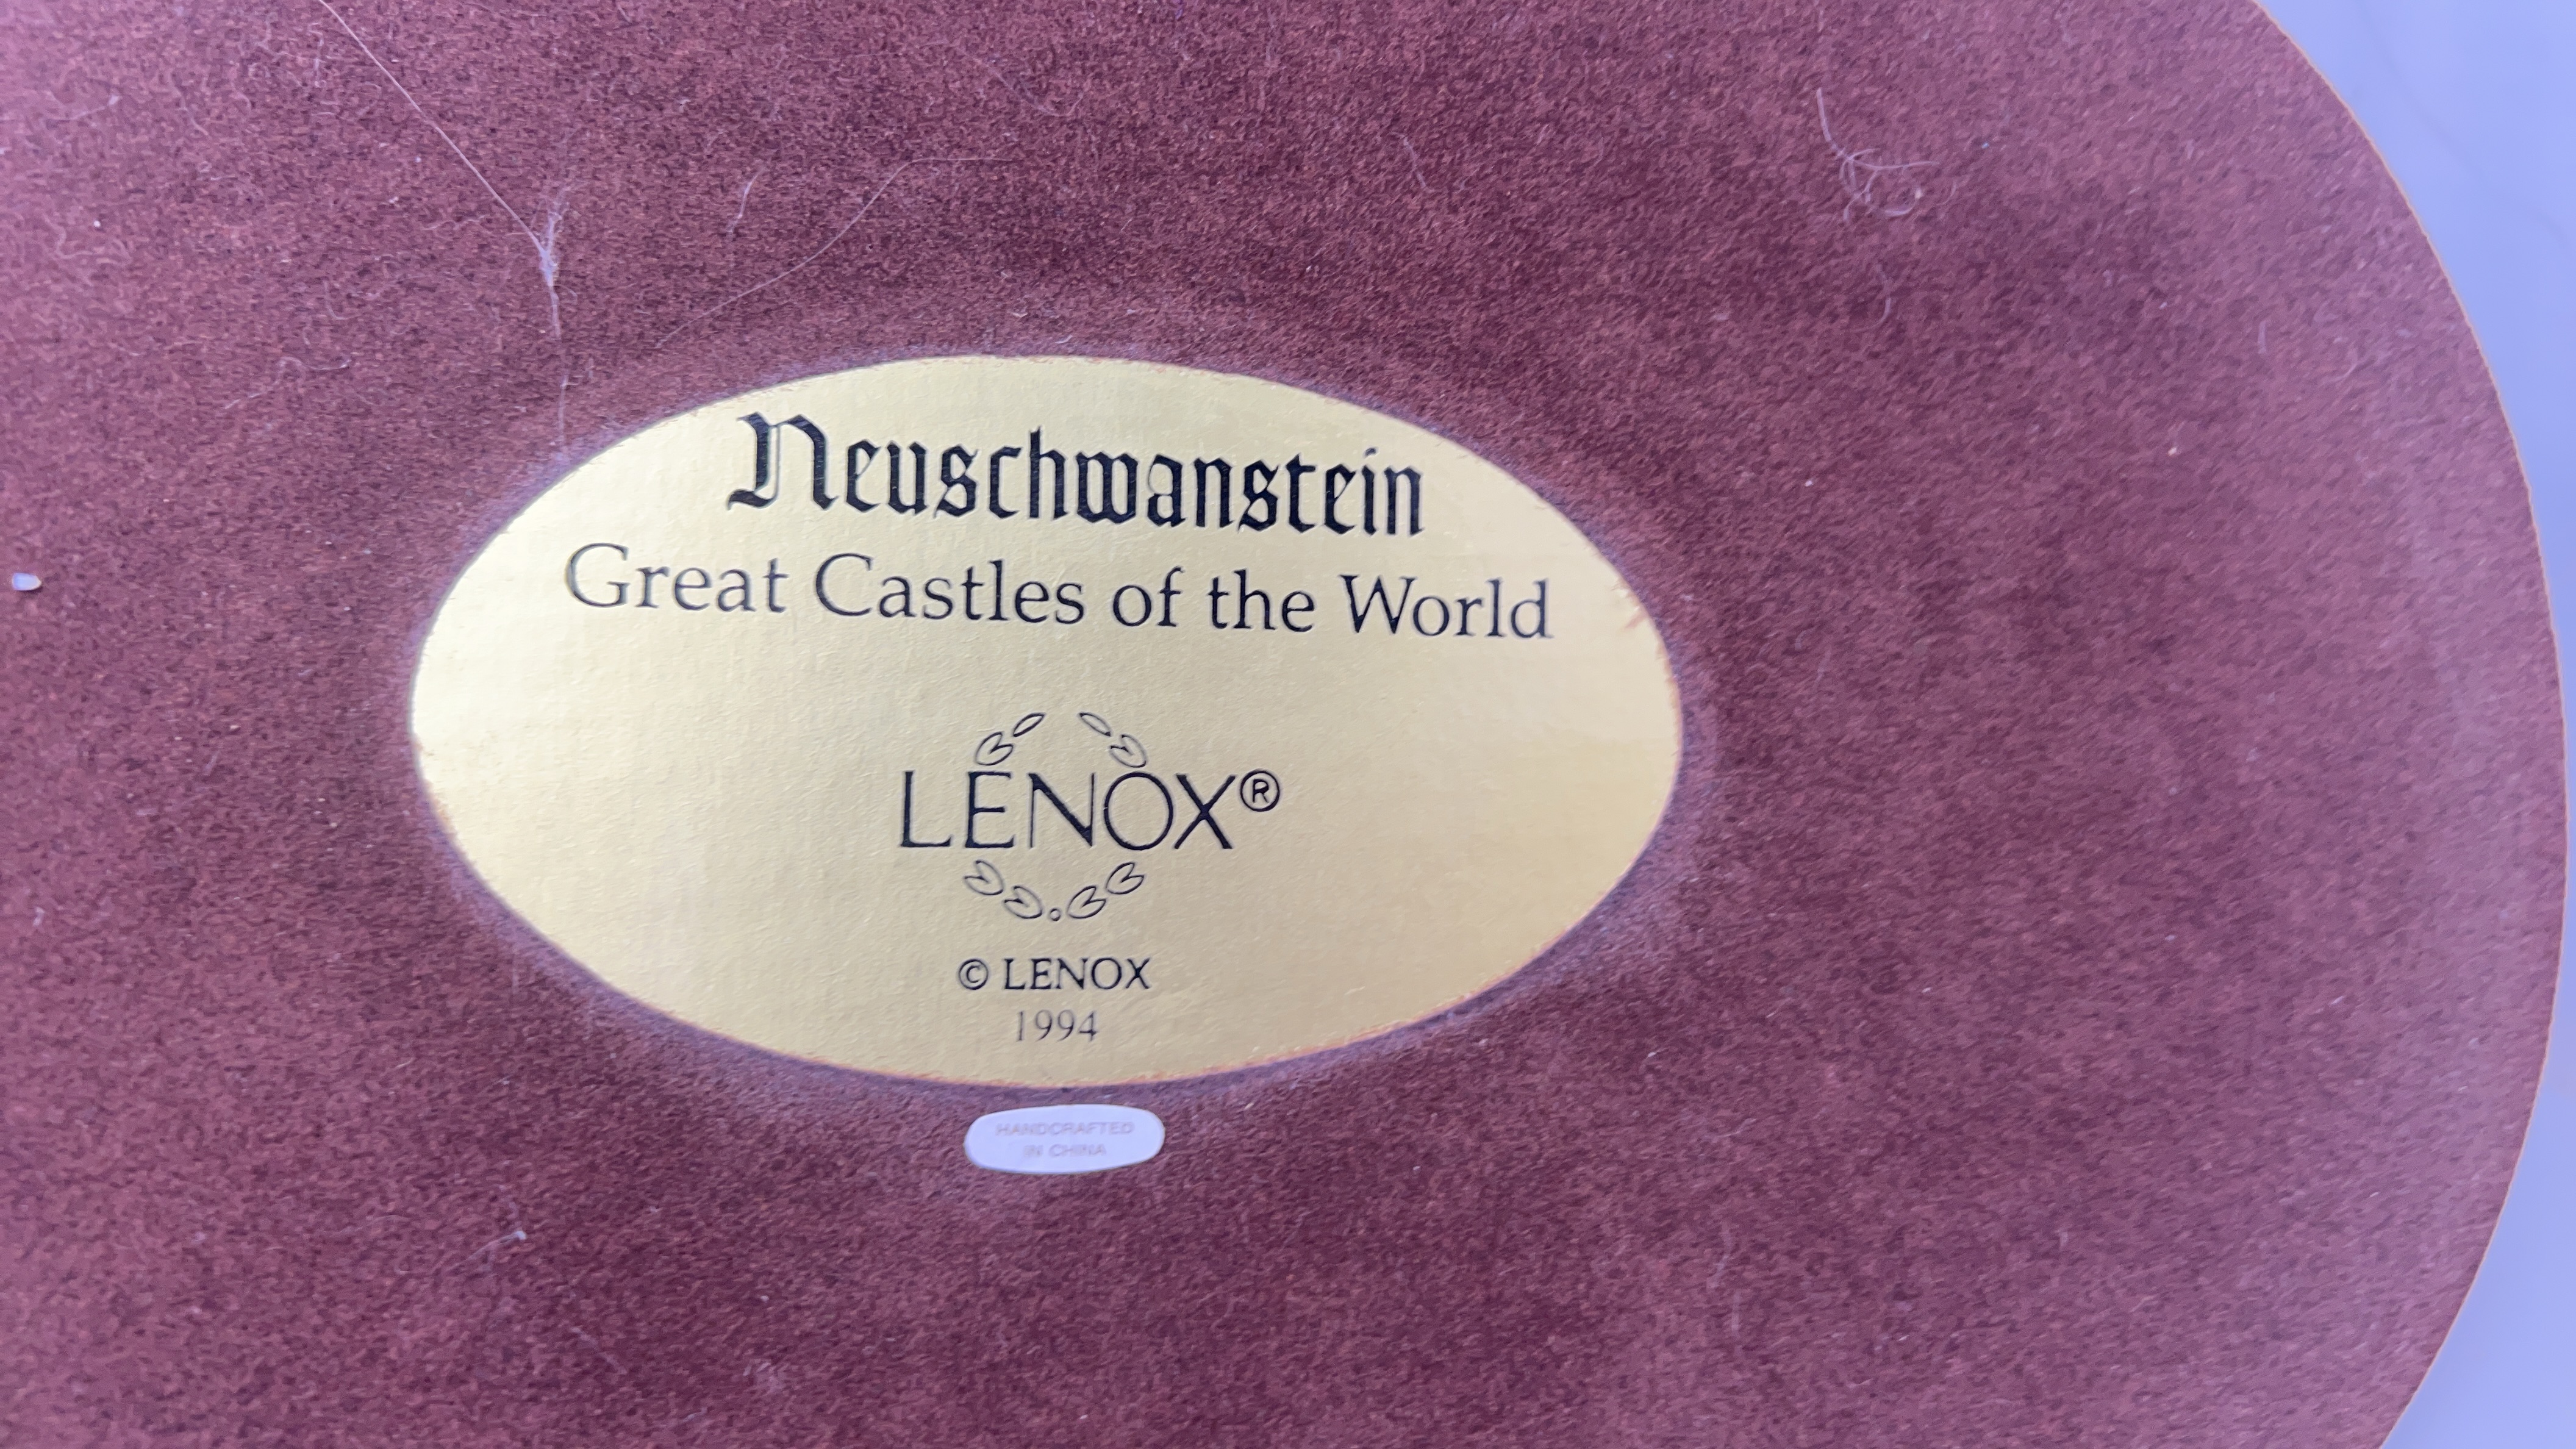 Neuschwanstein
Great Castles of the World
LENOX®
© LENOX
1994
HANDCRAFTED
IN CHINA